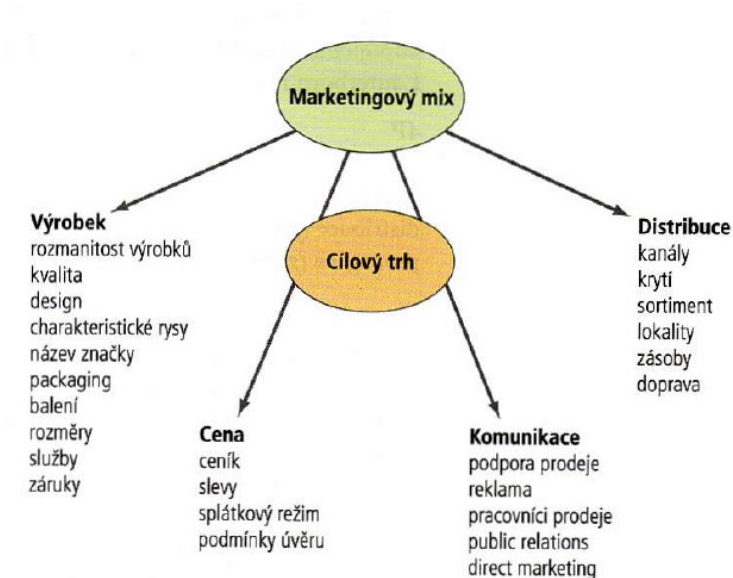 Marketingový mix
Cílový trh
Výrobek
rozmanitost výrobků
kvalita
design
charakteristické rysy
název značky
packaging
balení
rozměry
služby
záruky
Cena
ceník
slevy
splátkový režim
podmínky úvěru
Komunikace
podpora prodeje
reklama
pracovníci prodeje
public relations
direct marketing
Distribuce
kanály
krytí
sortiment
lokality
zásoby
doprava